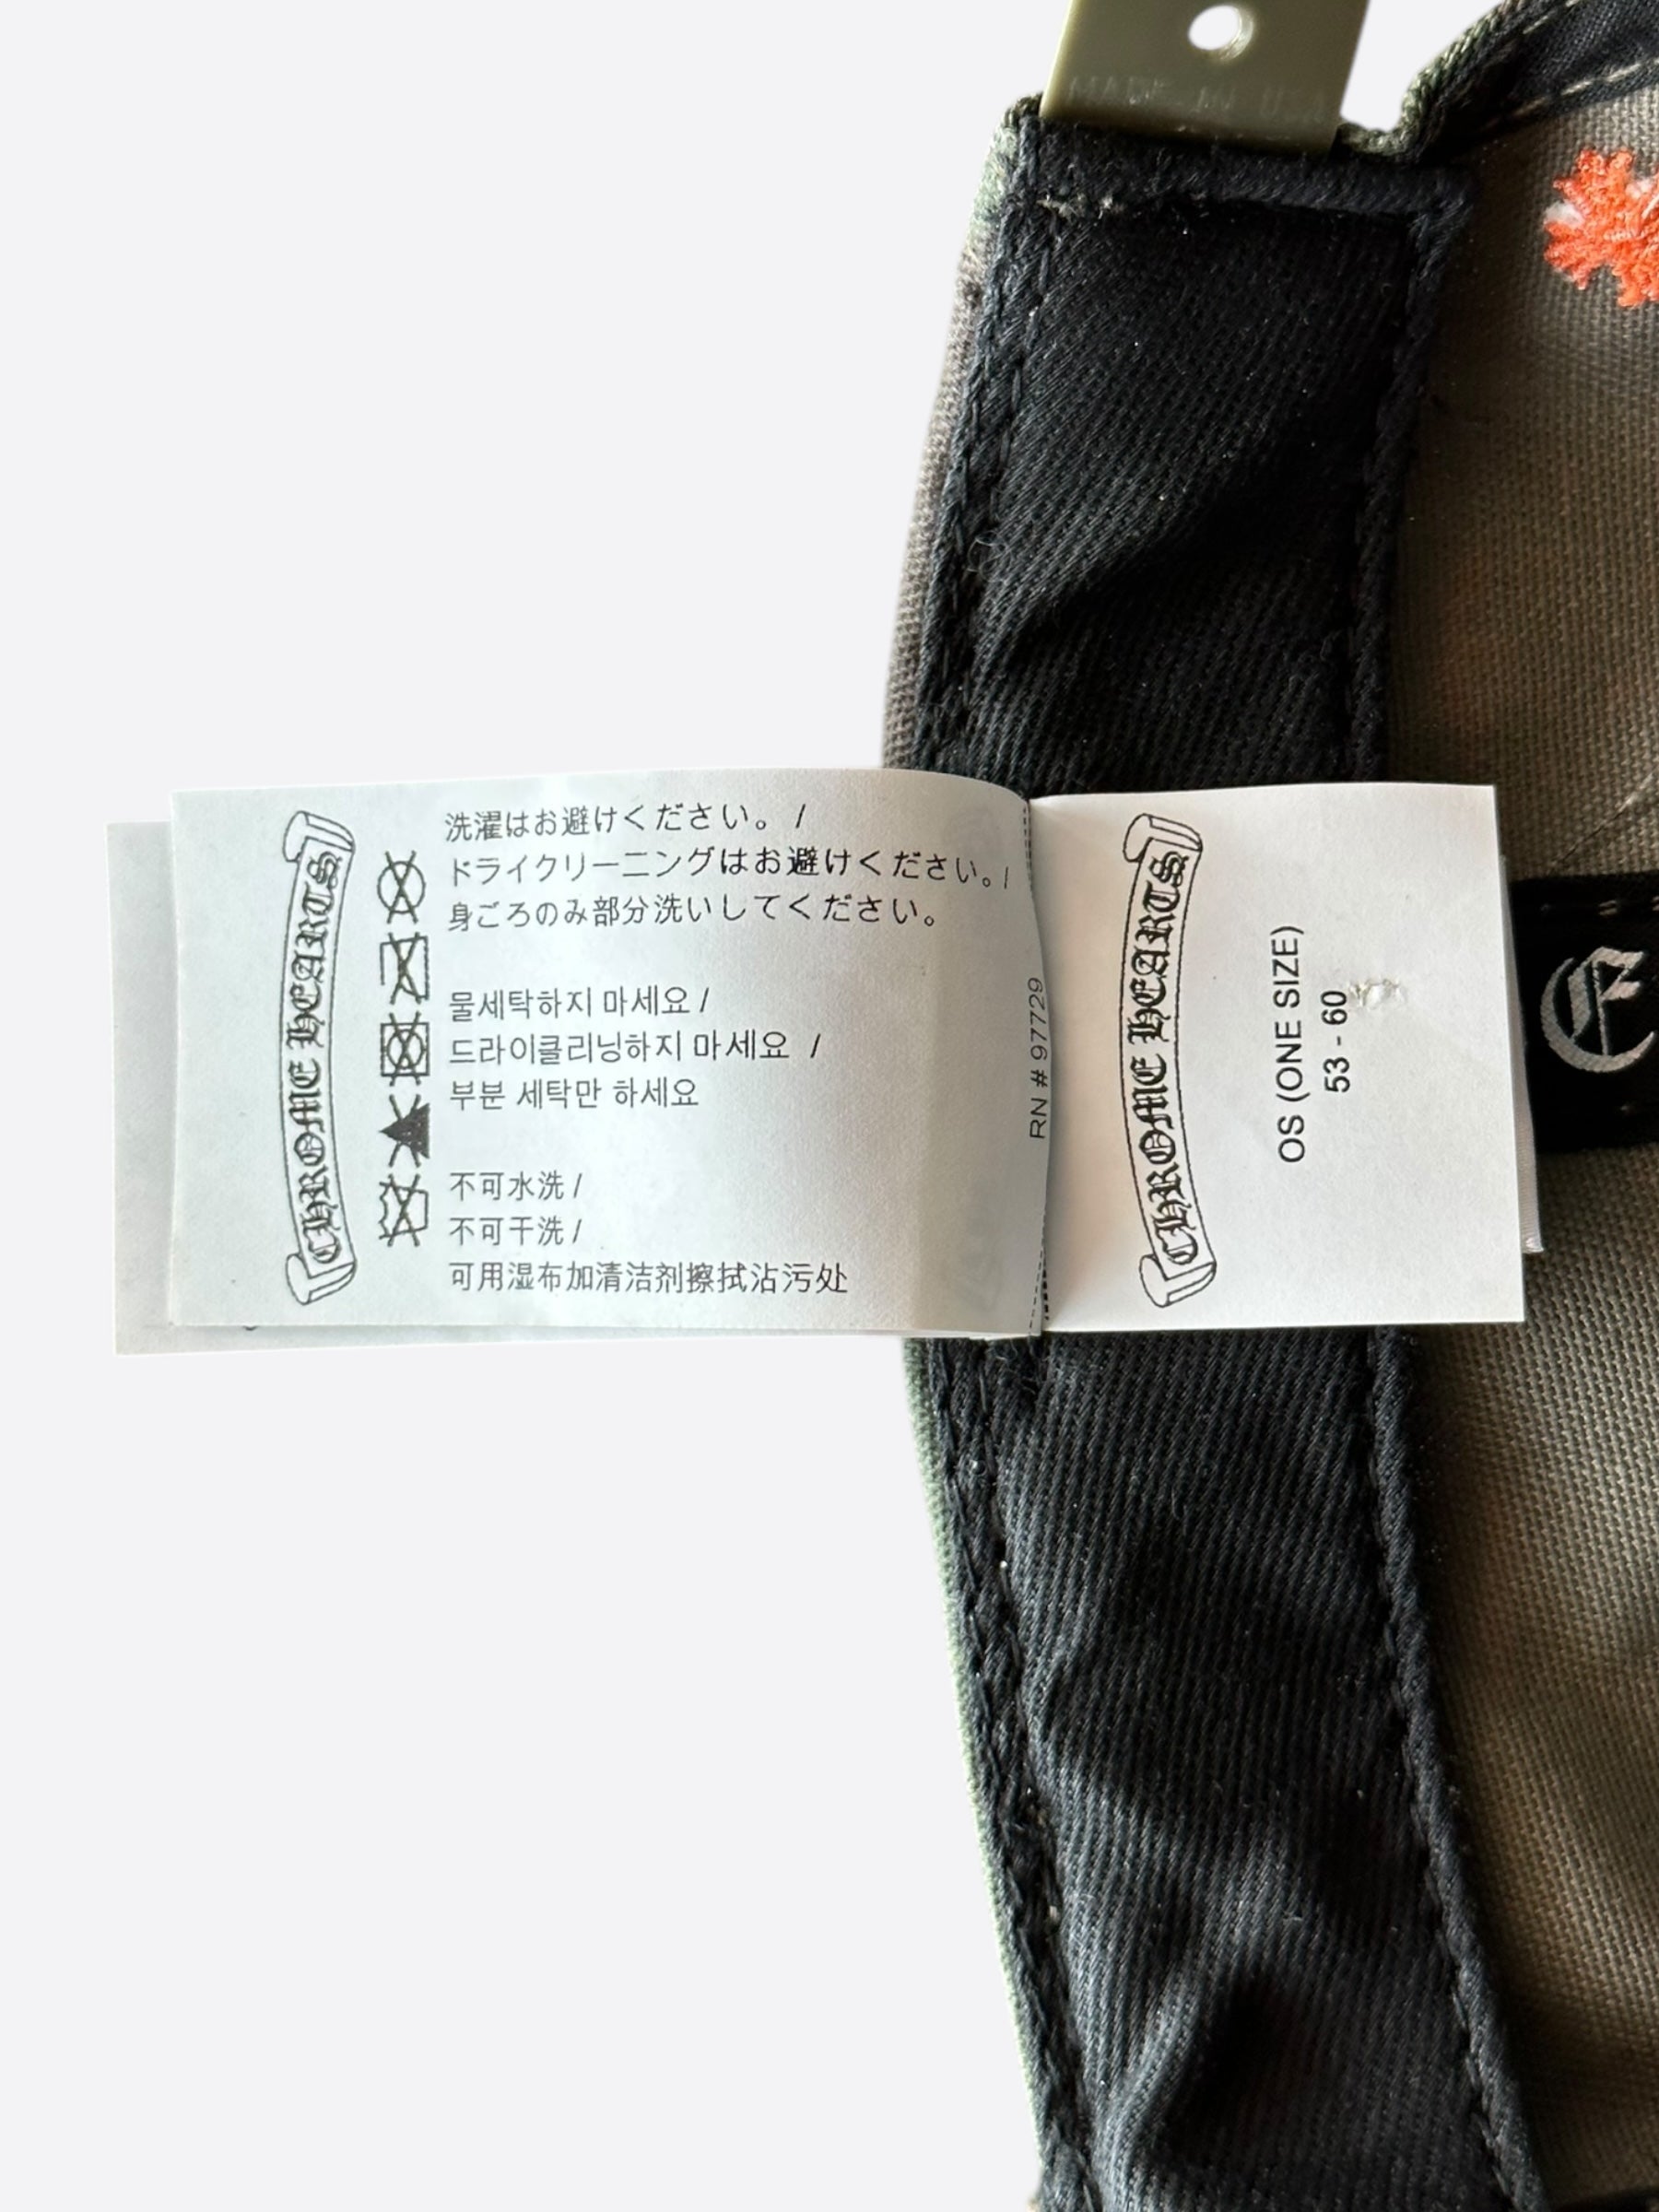 MADE IN U.S.A
CHROME HEARTS
洗濯はお避けください。 /
ドライクリーニングはお避けください。/
身ごろのみ部分洗いしてください。
물세탁하지 마세요 /
드라이클리닝하지 마세요 /
부분 세탁만 하세요
不可水洗 /
不可干洗 /
可用湿布加清洁剂擦拭沾污处
RN # 97729
CHROME HEARTS
OS (ONE SIZE)
53 - 60